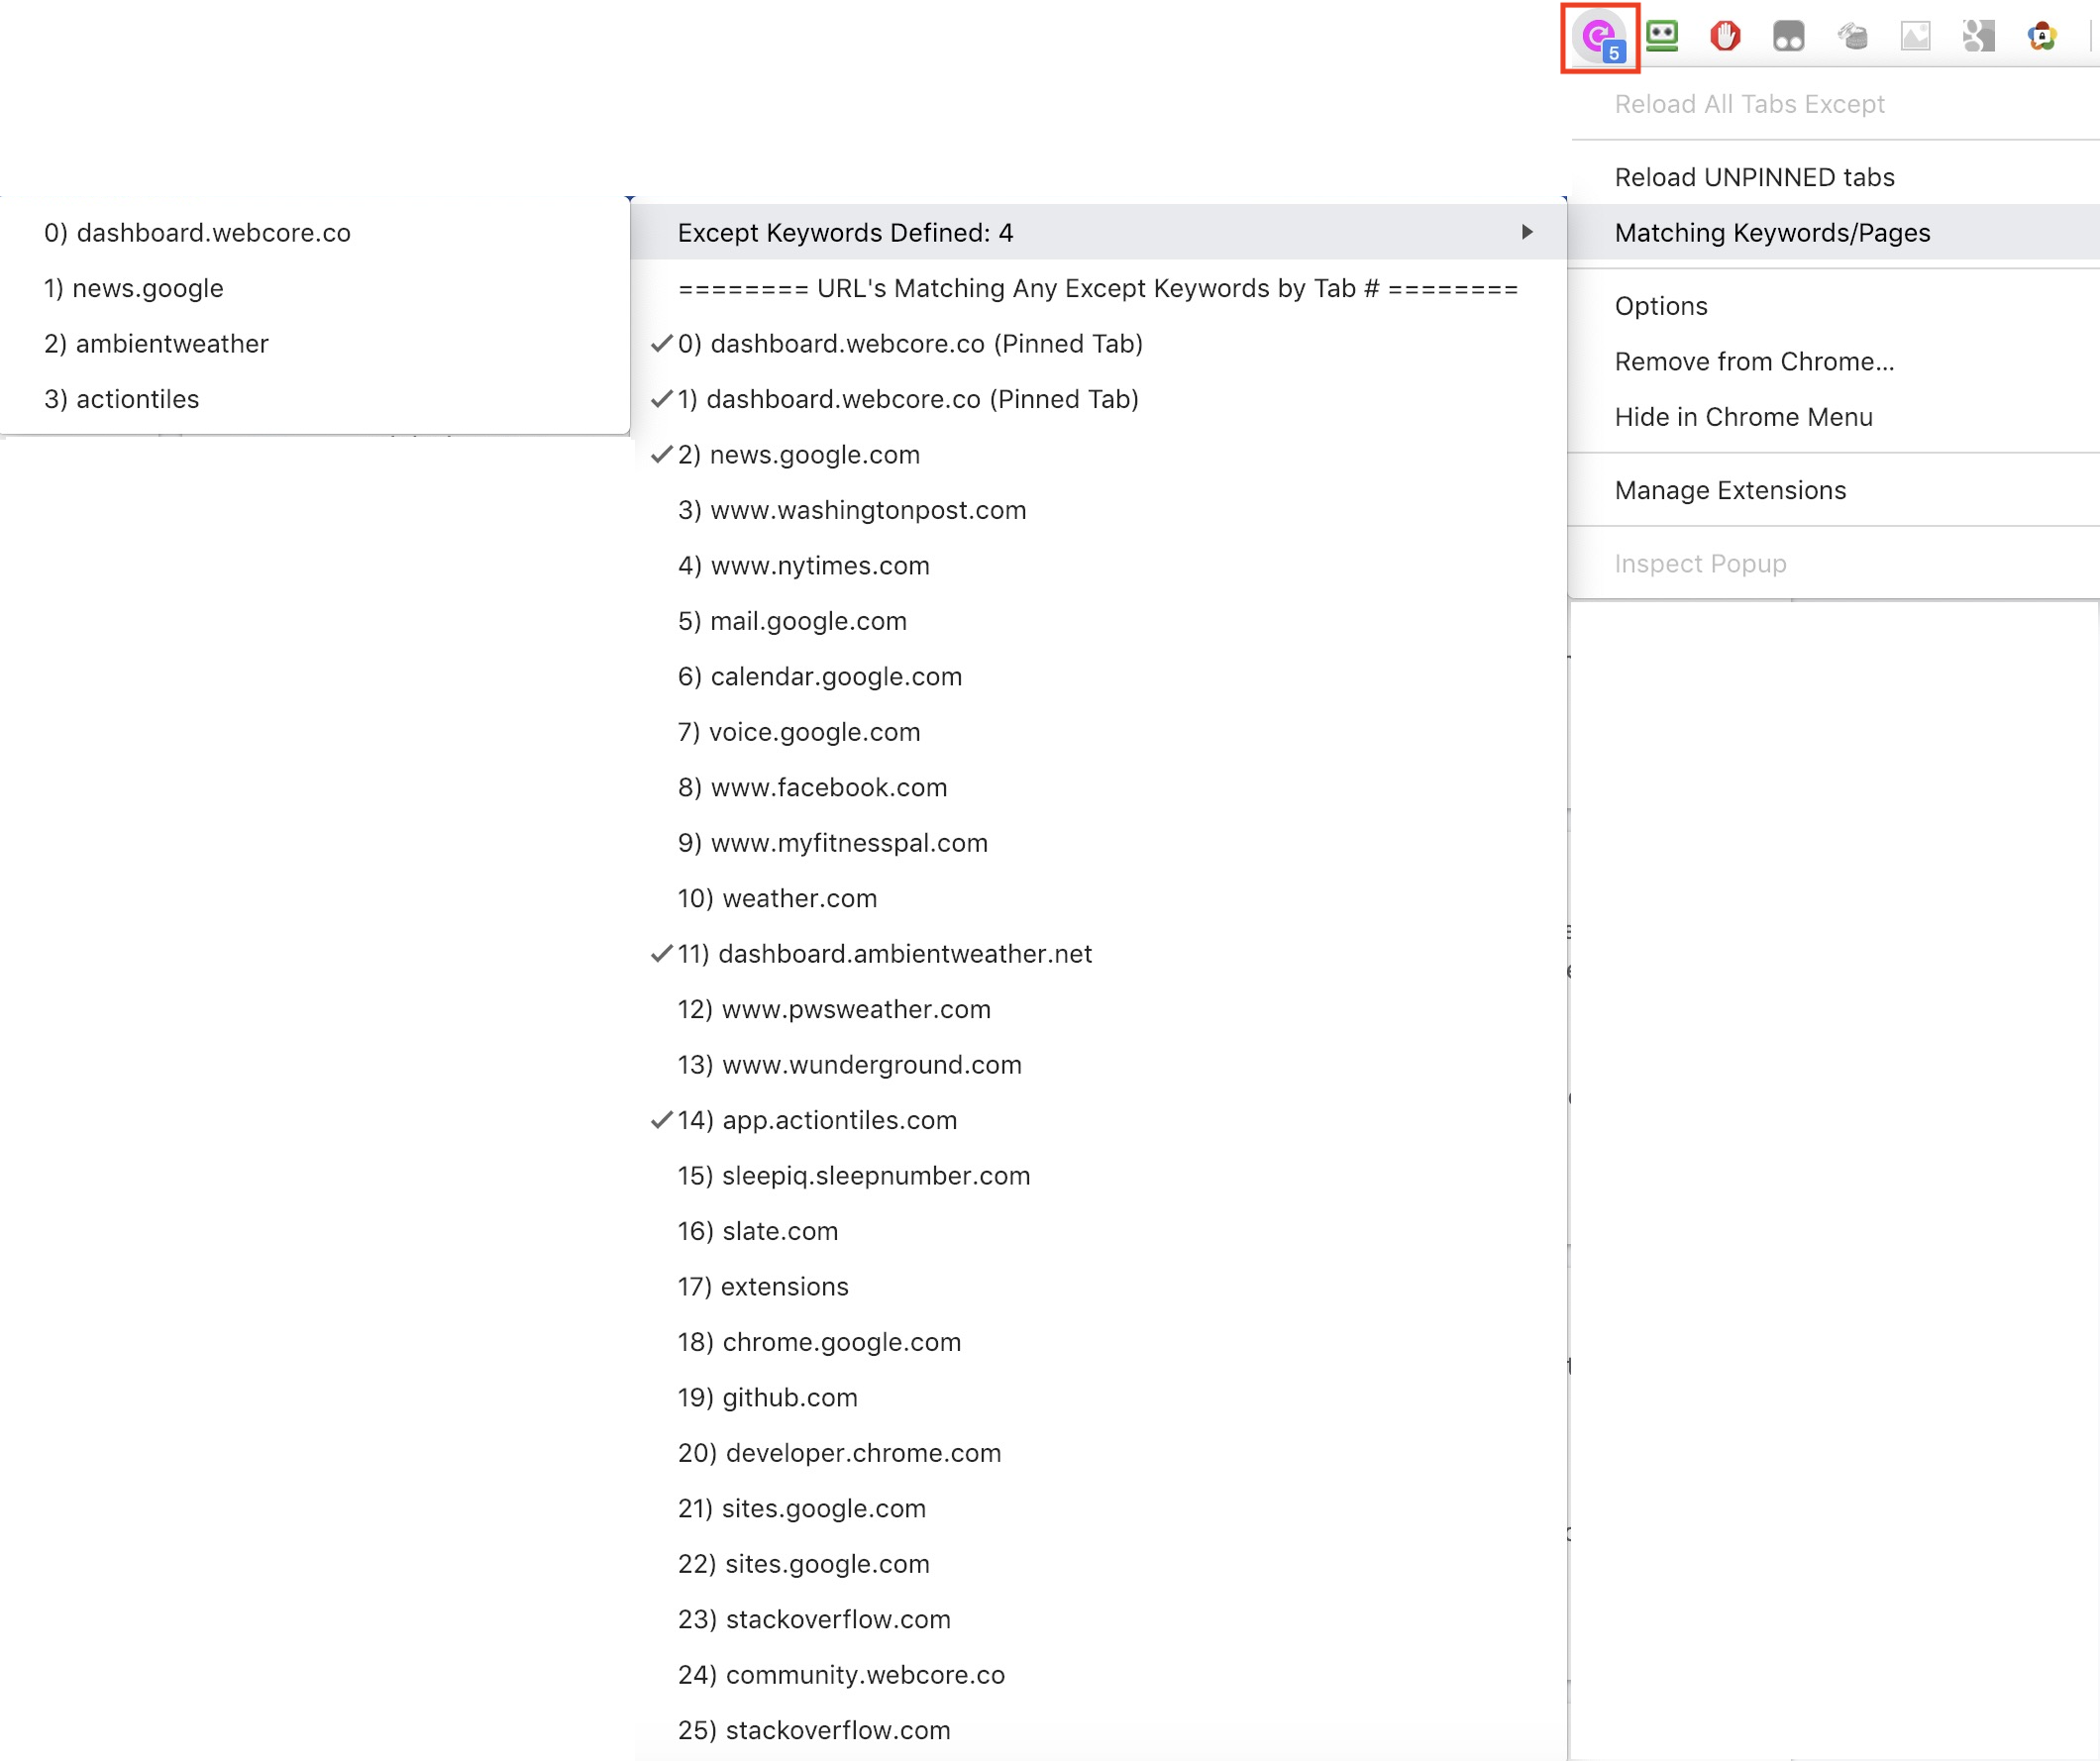 5
Reload All Tabs Except
Reload UNPINNED tabs
Matching Keywords/Pages
Options
Remove from Chrome...
Hide in Chrome Menu
Manage Extensions
Inspect Popup
Except Keywords Defined: 4
======== URL's Matching Any Except Keywords by Tab # ========
0) dashboard.webcore.co (Pinned Tab)
1) dashboard.webcore.co (Pinned Tab)
2) news.google.com
3) www.washingtonpost.com
4) www.nytimes.com
5) mail.google.com
6) calendar.google.com
7) voice.google.com
8) www.facebook.com
9) www.myfitnesspal.com
10) weather.com
11) dashboard.ambientweather.net
12) www.pwsweather.com
13) www.wunderground.com
14) app.actiontiles.com
15) sleepiq.sleepnumber.com
16) slate.com
17) extensions
18) chrome.google.com
19) github.com
20) developer.chrome.com
21) sites.google.com
22) sites.google.com
23) stackoverflow.com
24) community.webcore.co
25) stackoverflow.com
0) dashboard.webcore.co
1) news.google
2) ambientweather
3) actiontiles